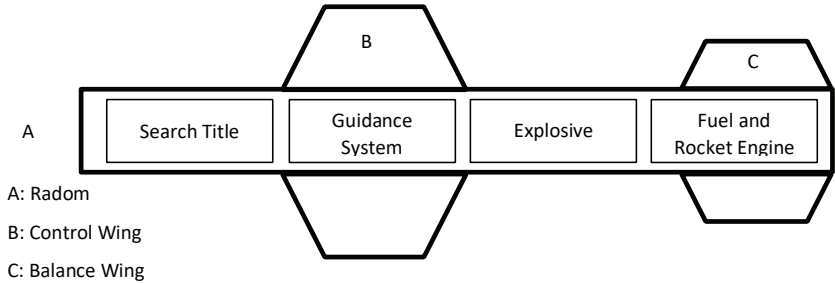 B
C
A
Search Title
Guidance
System
Explosive
Fuel and
Rocket Engine
A: Radom
B: Control Wing
C: Balance Wing